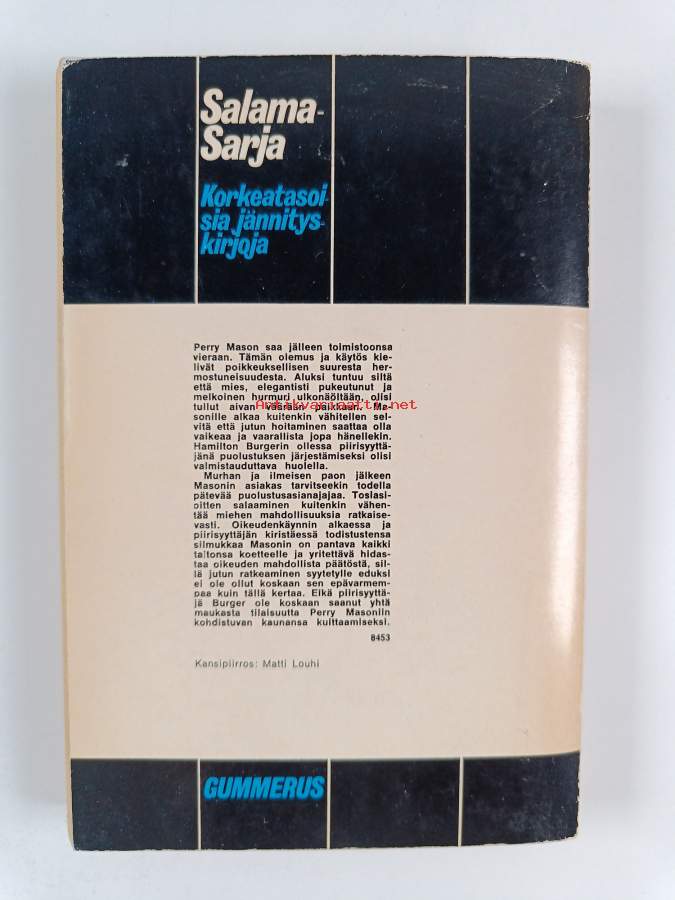 Salama-
Sarja
Korkeatasoi-
sia jännitys-
kirjoja
Perry Mason saa jälleen toimistoonsa
vieraan. Tämän olemus ja käytös kie-
livät poikkeuksellisen suuresta her-
mostuneisuudesta. Aluksi tuntuu siltä
että mies, elegantisti pukeutunut ja
melkoinen hurmuri ulkonäöltään, olisi
tullut aivan väärään paikkaan. Ma-
Antikvariaatti.net
sonille alkaa kuitenkin vähitellen sel-
vitä että jutun hoitaminen saattaa olla
vaikeaa ja vaarallista jopa hänellekin.
Hamilton Burgerin ollessa piirisyyttä-
jänä puolustuksen järjestämiseksi olisi
valmistauduttava huolella.
Murhan ja ilmeisen paon jälkeen
Masonin asiakas tarvitseekin todella
pätevää puolustusasianajajaa. Toslasi-
oitten salaaminen kuitenkin vähen-
tää miehen mahdollisuuksia ratkaise-
vasti. Oikeudenkäynnin alkaessa ja
piirisyyttäjän kiristäessä todistustensa
silmukkaa Masonin on pantava kaikki
taitonsa koetteelle ja yritettävä hidas-
taa oikeuden mahdollista päätöstä, sil-
lä jutun ratkeaminen syytetylle eduksi
ei ole ollut koskaan sen epävarmem-
paa kuin tällä kertaa. Eikä piirisyyttä-
jä Burger ole koskaan saanut yhtä
maukasta tilaisuutta Perry Masoniin
kohdistuvan kaunansa kuittaamiseksi.
8453
Kansipiirros: Matti Louhi
GUMMERUS